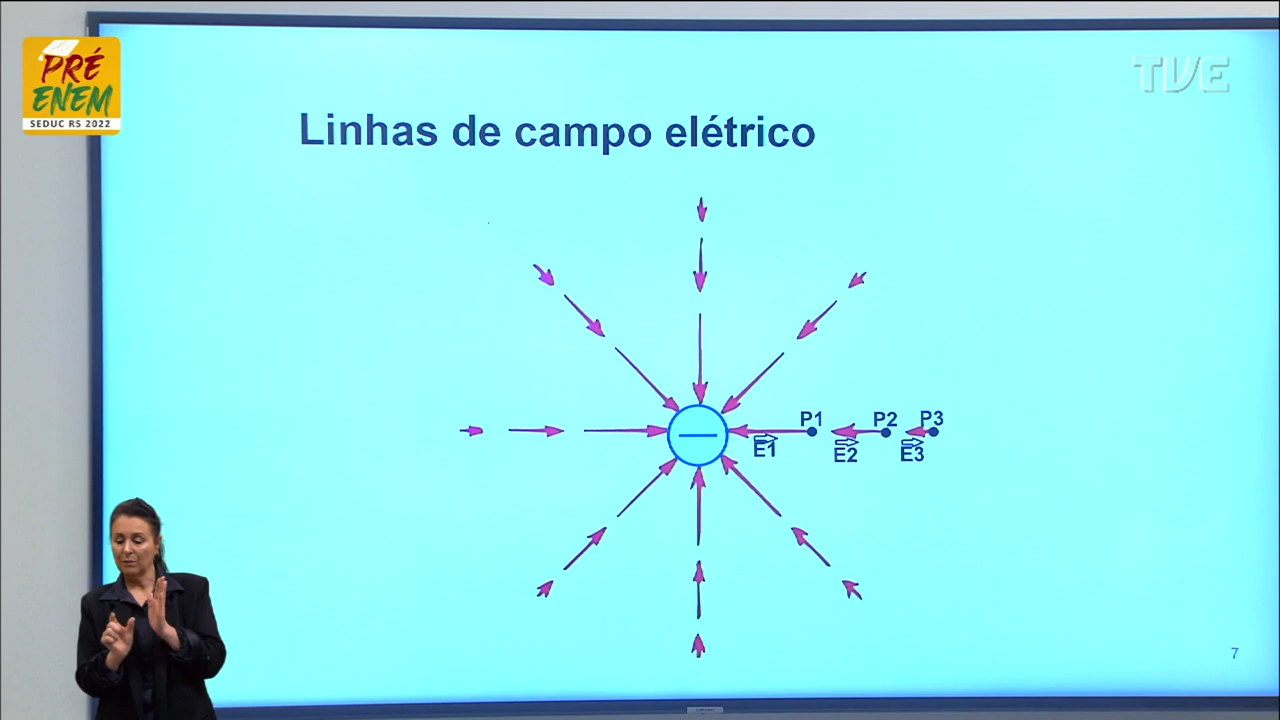 PRÉ
ENEM
SEDUC RS 2022
TVE
Linhas de campo elétrico
P1 P2 P3
E1 E2 E3
7